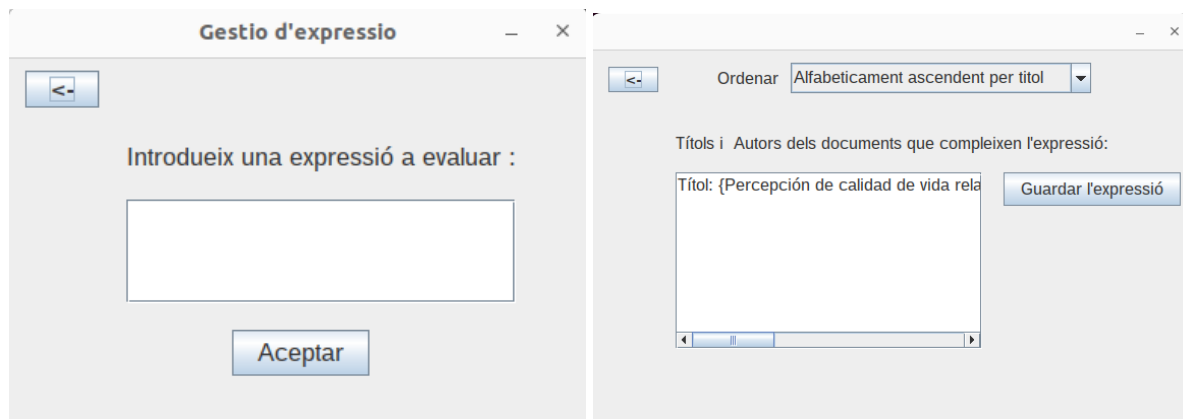 Gestio d'expressio
<-
Introdueix una expressió a evaluar :
Aceptar
<-
Ordenar Alfabeticament ascendent per titol
Títols i Autors dels documents que compleixen l'expressió:
Títol: {Percepción de calidad de vida rela
Guardar l'expressió